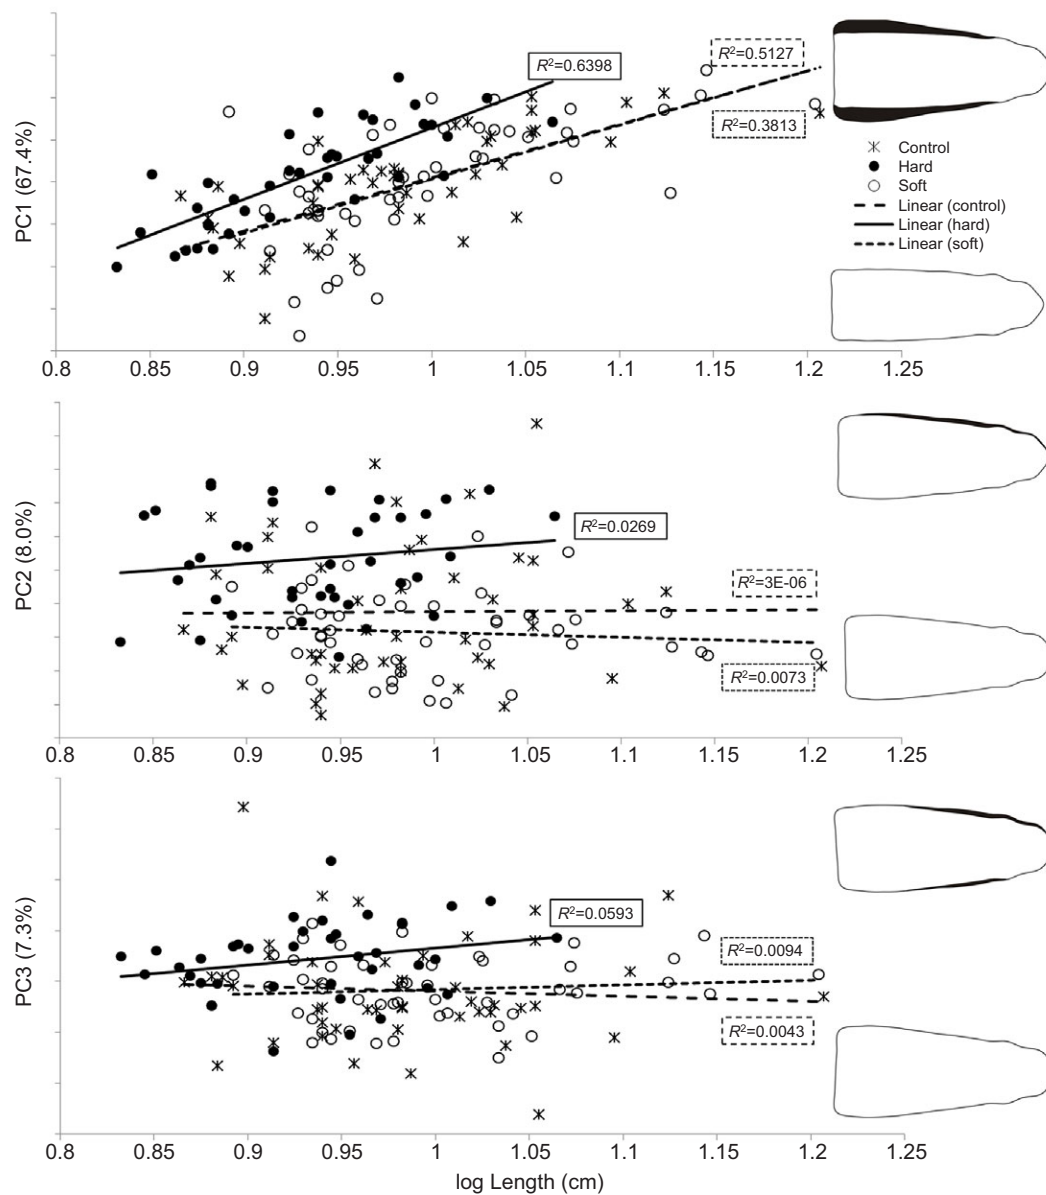 R²=0.5127
R²=0.6398
R²=0.3813
Control
Hard
Soft
Linear (control)
Linear (hard)
Linear (soft)
PC1 (67.4%)
0.8 0.85 0.9 0.95 1 1.05 1.1 1.15 1.2 1.25
R²=0.0269
R²=3E-06
R²=0.0073
PC2 (8.0%)
0.8 0.85 0.9 0.95 1 1.05 1.1 1.15 1.2 1.25
R²=0.0593
R²=0.0094
R²=0.0043
PC3 (7.3%)
0.8 0.85 0.9 0.95 1 1.05 1.1 1.15 1.2 1.25
log Length (cm)